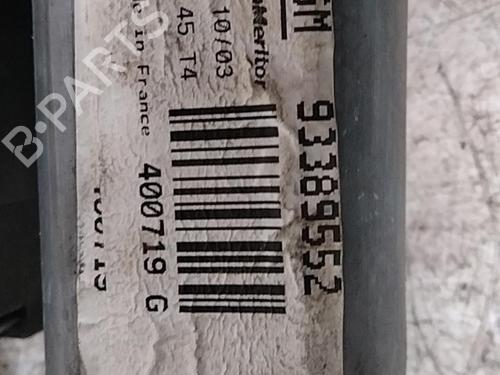 GM
93389552
Meritor
10/03
45 T4
in France
400719 G
B-PARTS